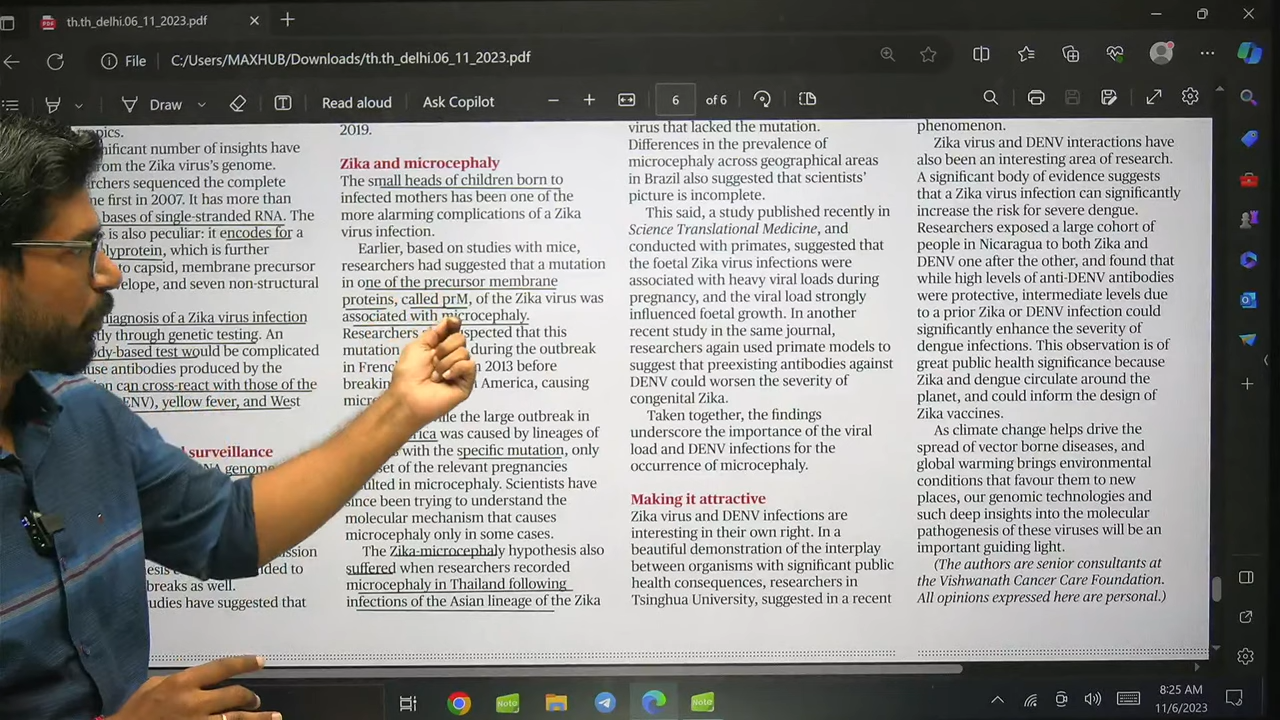 th.th_delhi.06_11_2023.pdf
File C:/Users/MAXHUB/Downloads/th.th_delhi.06_11_2023.pdf
Draw Read aloud Ask Copilot 6 of 6
nificant number of insights have
rom the Zika virus's genome.
rchers sequenced the complete
ne first in 2007. It has more than
bases of single-stranded RNA. The
is also peculiar: it encodes for a
lyprotein, which is further
to capsid, membrane precursor
velope, and seven non-structural
iagnosis of a Zika virus infection
tly through genetic testing. An
ody-based test would be complicated
use antibodies produced by the
can cross-react with those of the
ENV), yellow fever, and West
surveillance
genome
ission
esis nded to
breaks as well.
udies have suggested that
2019.
Zika and microcephaly
The small heads of children born to
infected mothers has been one of the
more alarming complications of a Zika
virus infection.
Earlier, based on studies with mice,
researchers had suggested that a mutation
in one of the precursor membrane
proteins, called prM, of the Zika virus was
associated with microcephaly.
Researchers spected that this
mutation during the outbreak
in Frenc 2013 before
breakin America, causing
micr
le the large outbreak in
rica was caused by lineages of
with the specific mutation, only
set of the relevant pregnancies
ulted in microcephaly. Scientists have
since been trying to understand the
molecular mechanism that causes
microcephaly only in some cases.
The Zika-microcephaly hypothesis also
suffered when researchers recorded
microcephaly in Thailand following
infections of the Asian lineage of the Zika
virus that lacked the mutation.
Differences in the prevalence of
microcephaly across geographical areas
in Brazil also suggested that scientists'
picture is incomplete.
This said, a study published recently in
Science Translational Medicine, and
conducted with primates, suggested that
the foetal Zika virus infections were
associated with heavy viral loads during
pregnancy, and the viral load strongly
influenced foetal growth. In another
recent study in the same journal,
researchers again used primate models to
suggest that preexisting antibodies against
DENV could worsen the severity of
congenital Zika.
Taken together, the findings
underscore the importance of the viral
load and DENV infections for the
occurrence of microcephaly.
Making it attractive
Zika virus and DENV infections are
interesting in their own right. In a
beautiful demonstration of the interplay
between organisms with significant public
health consequences, researchers in
Tsinghua University, suggested in a recent
phenomenon.
Zika virus and DENV interactions have
also been an interesting area of research.
A significant body of evidence suggests
that a Zika virus infection can significantly
increase the risk for severe dengue.
Researchers exposed a large cohort of
people in Nicaragua to both Zika and
DENV one after the other, and found that
while high levels of anti-DENV antibodies
were protective, intermediate levels due
to a prior Zika or DENV infection could
significantly enhance the severity of
dengue infections. This observation is of
great public health significance because
Zika and dengue circulate around the
planet, and could inform the design of
Zika vaccines.
As climate change helps drive the
spread of vector borne diseases, and
global warming brings environmental
conditions that favour them to new
places, our genomic technologies and
such deep insights into the molecular
pathogenesis of these viruses will be an
important guiding light.
(The authors are senior consultants at
the Vishwanath Cancer Care Foundation.
All opinions expressed here are personal.)
Note
Note
8:25 AM
11/6/2023